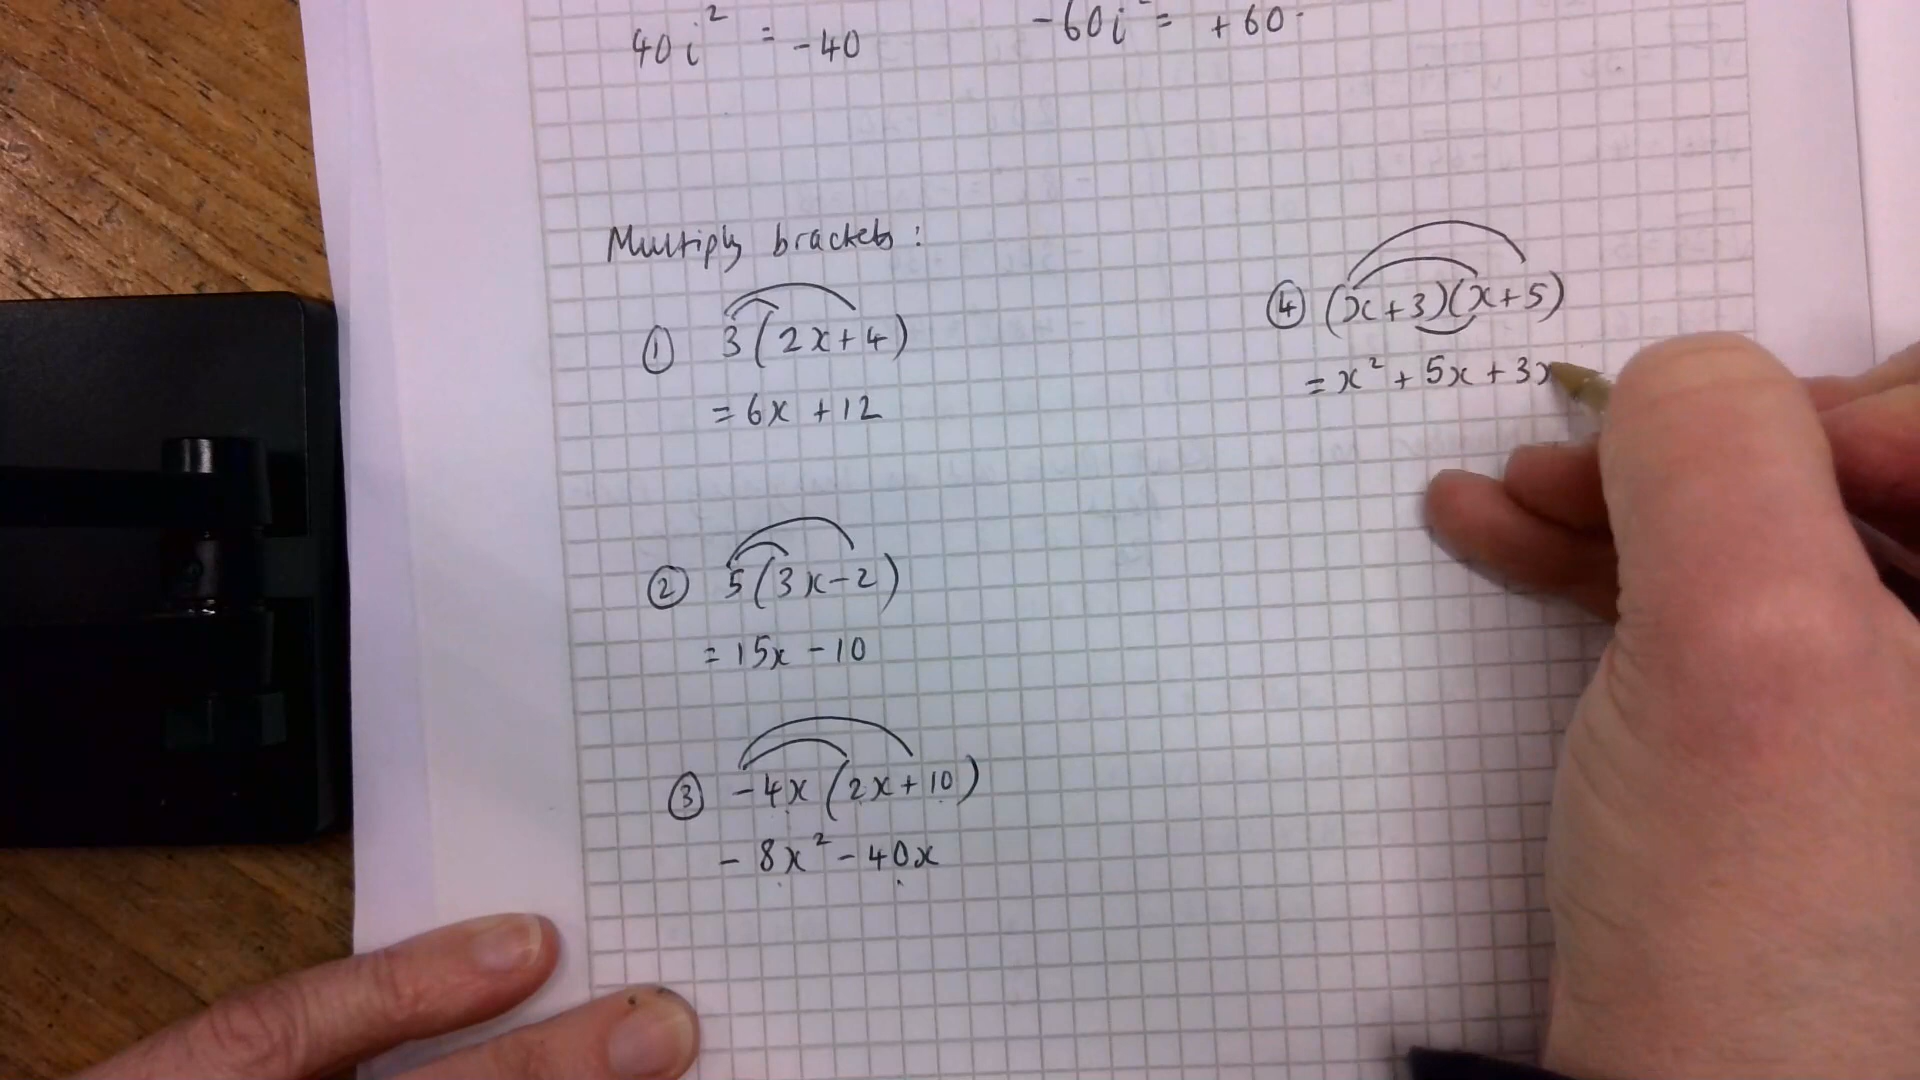 40i² = -40
-60i² = +60
Multiply brackets:
① 3(2x+4)
= 6x + 12
② 5(3x-2)
= 15x - 10
③ -4x(2x+10)
- 8x² - 40x
④ (x+3)(x+5)
= x² + 5x + 3x